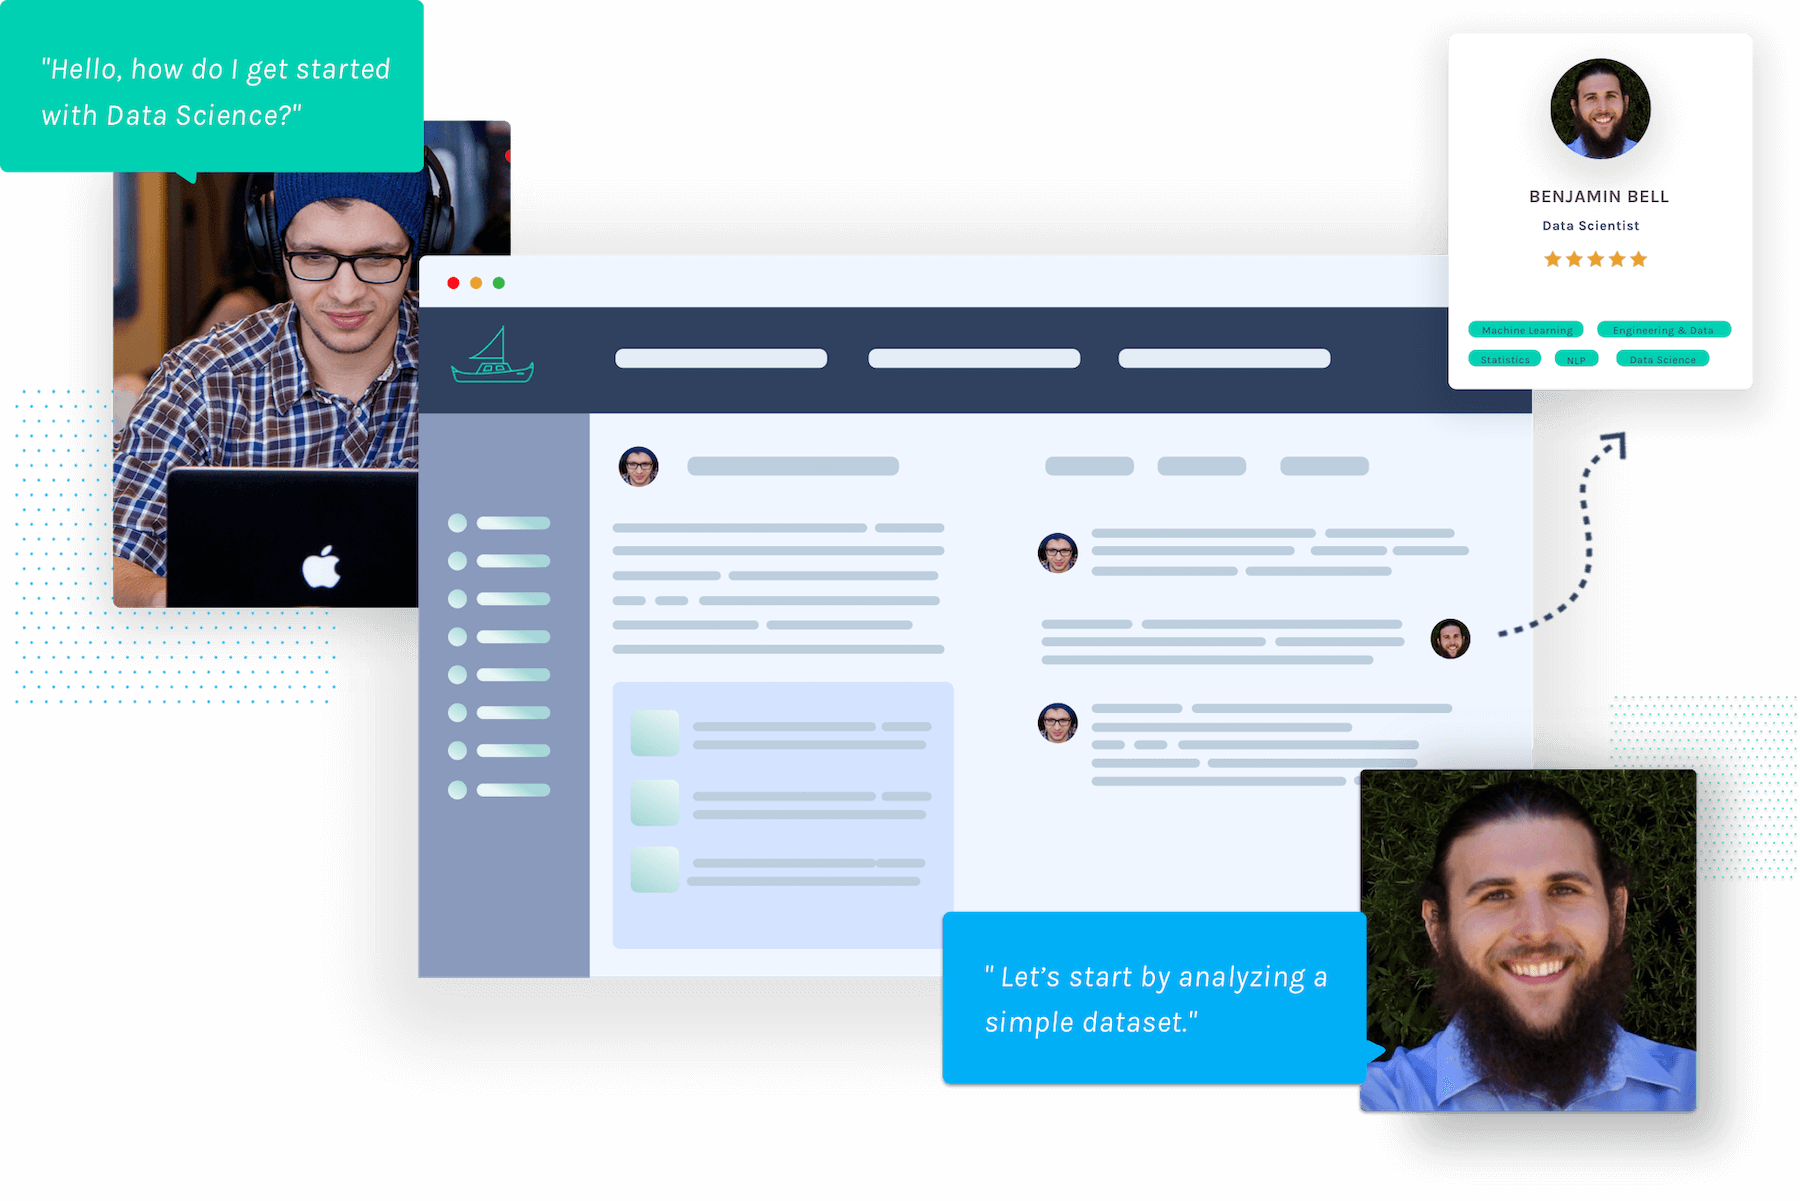 "Hello, how do I get started
with Data Science?"
BENJAMIN BELL
Data Scientist
Machine Learning
Engineering & Data
Statistics
NLP
Data Science
" Let’s start by analyzing a
simple dataset."